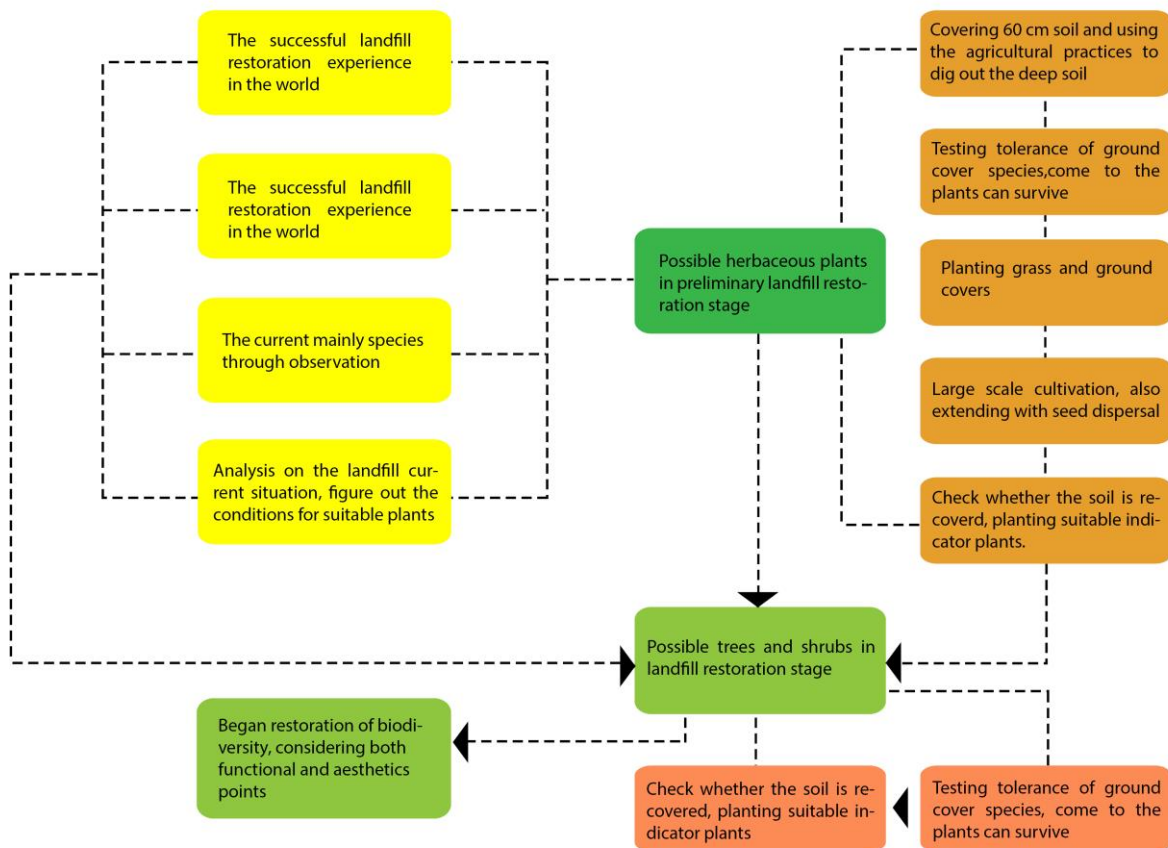 The successful landfill
restoration experience
in the world
The successful landfill
restoration experience
in the world
The current mainly species
through observation
Analysis on the landfill cur-
rent situation, figure out the
conditions for suitable plants
Possible herbaceous plants
in preliminary landfill resto-
ration stage
Covering 60 cm soil and using
the agricultural practices to
dig out the deep soil
Testing tolerance of ground
cover species,come to the
plants can survive
Planting grass and ground
covers
Large scale cultivation, also
extending with seed dispersal
Check whether the soil is re-
coverd, planting suitable indi-
cator plants.
Possible trees and shrubs in
landfill restoration stage
Began restoration of biodi-
versity, considering both
functional and aesthetics
points
Check whether the soil is re-
covered, planting suitable in-
dicator plants
Testing tolerance of ground
cover species, come to the
plants can survive